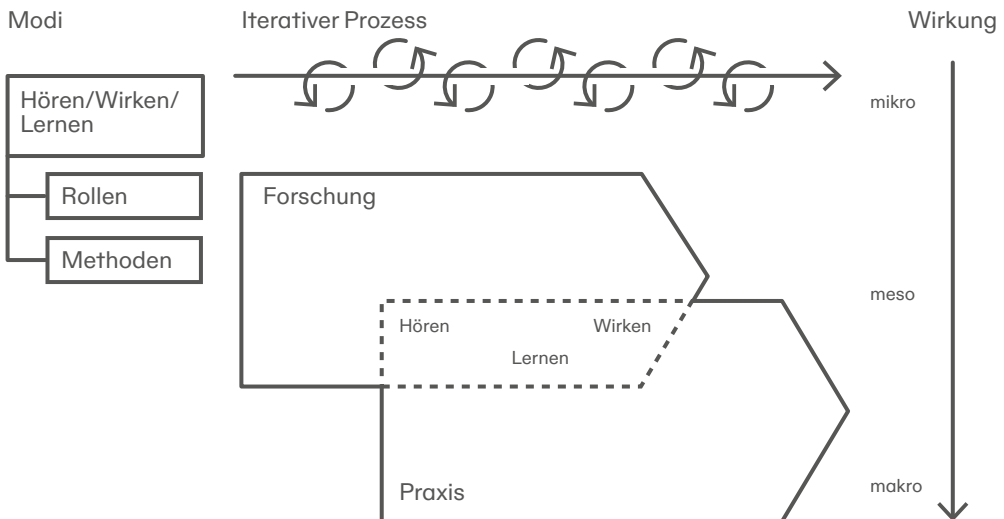 Modi
Iterativer Prozess
Wirkung
Hören/Wirken/
Lernen
Rollen
Methoden
mikro
Forschung
meso
Hören
Wirken
Lernen
Praxis
makro